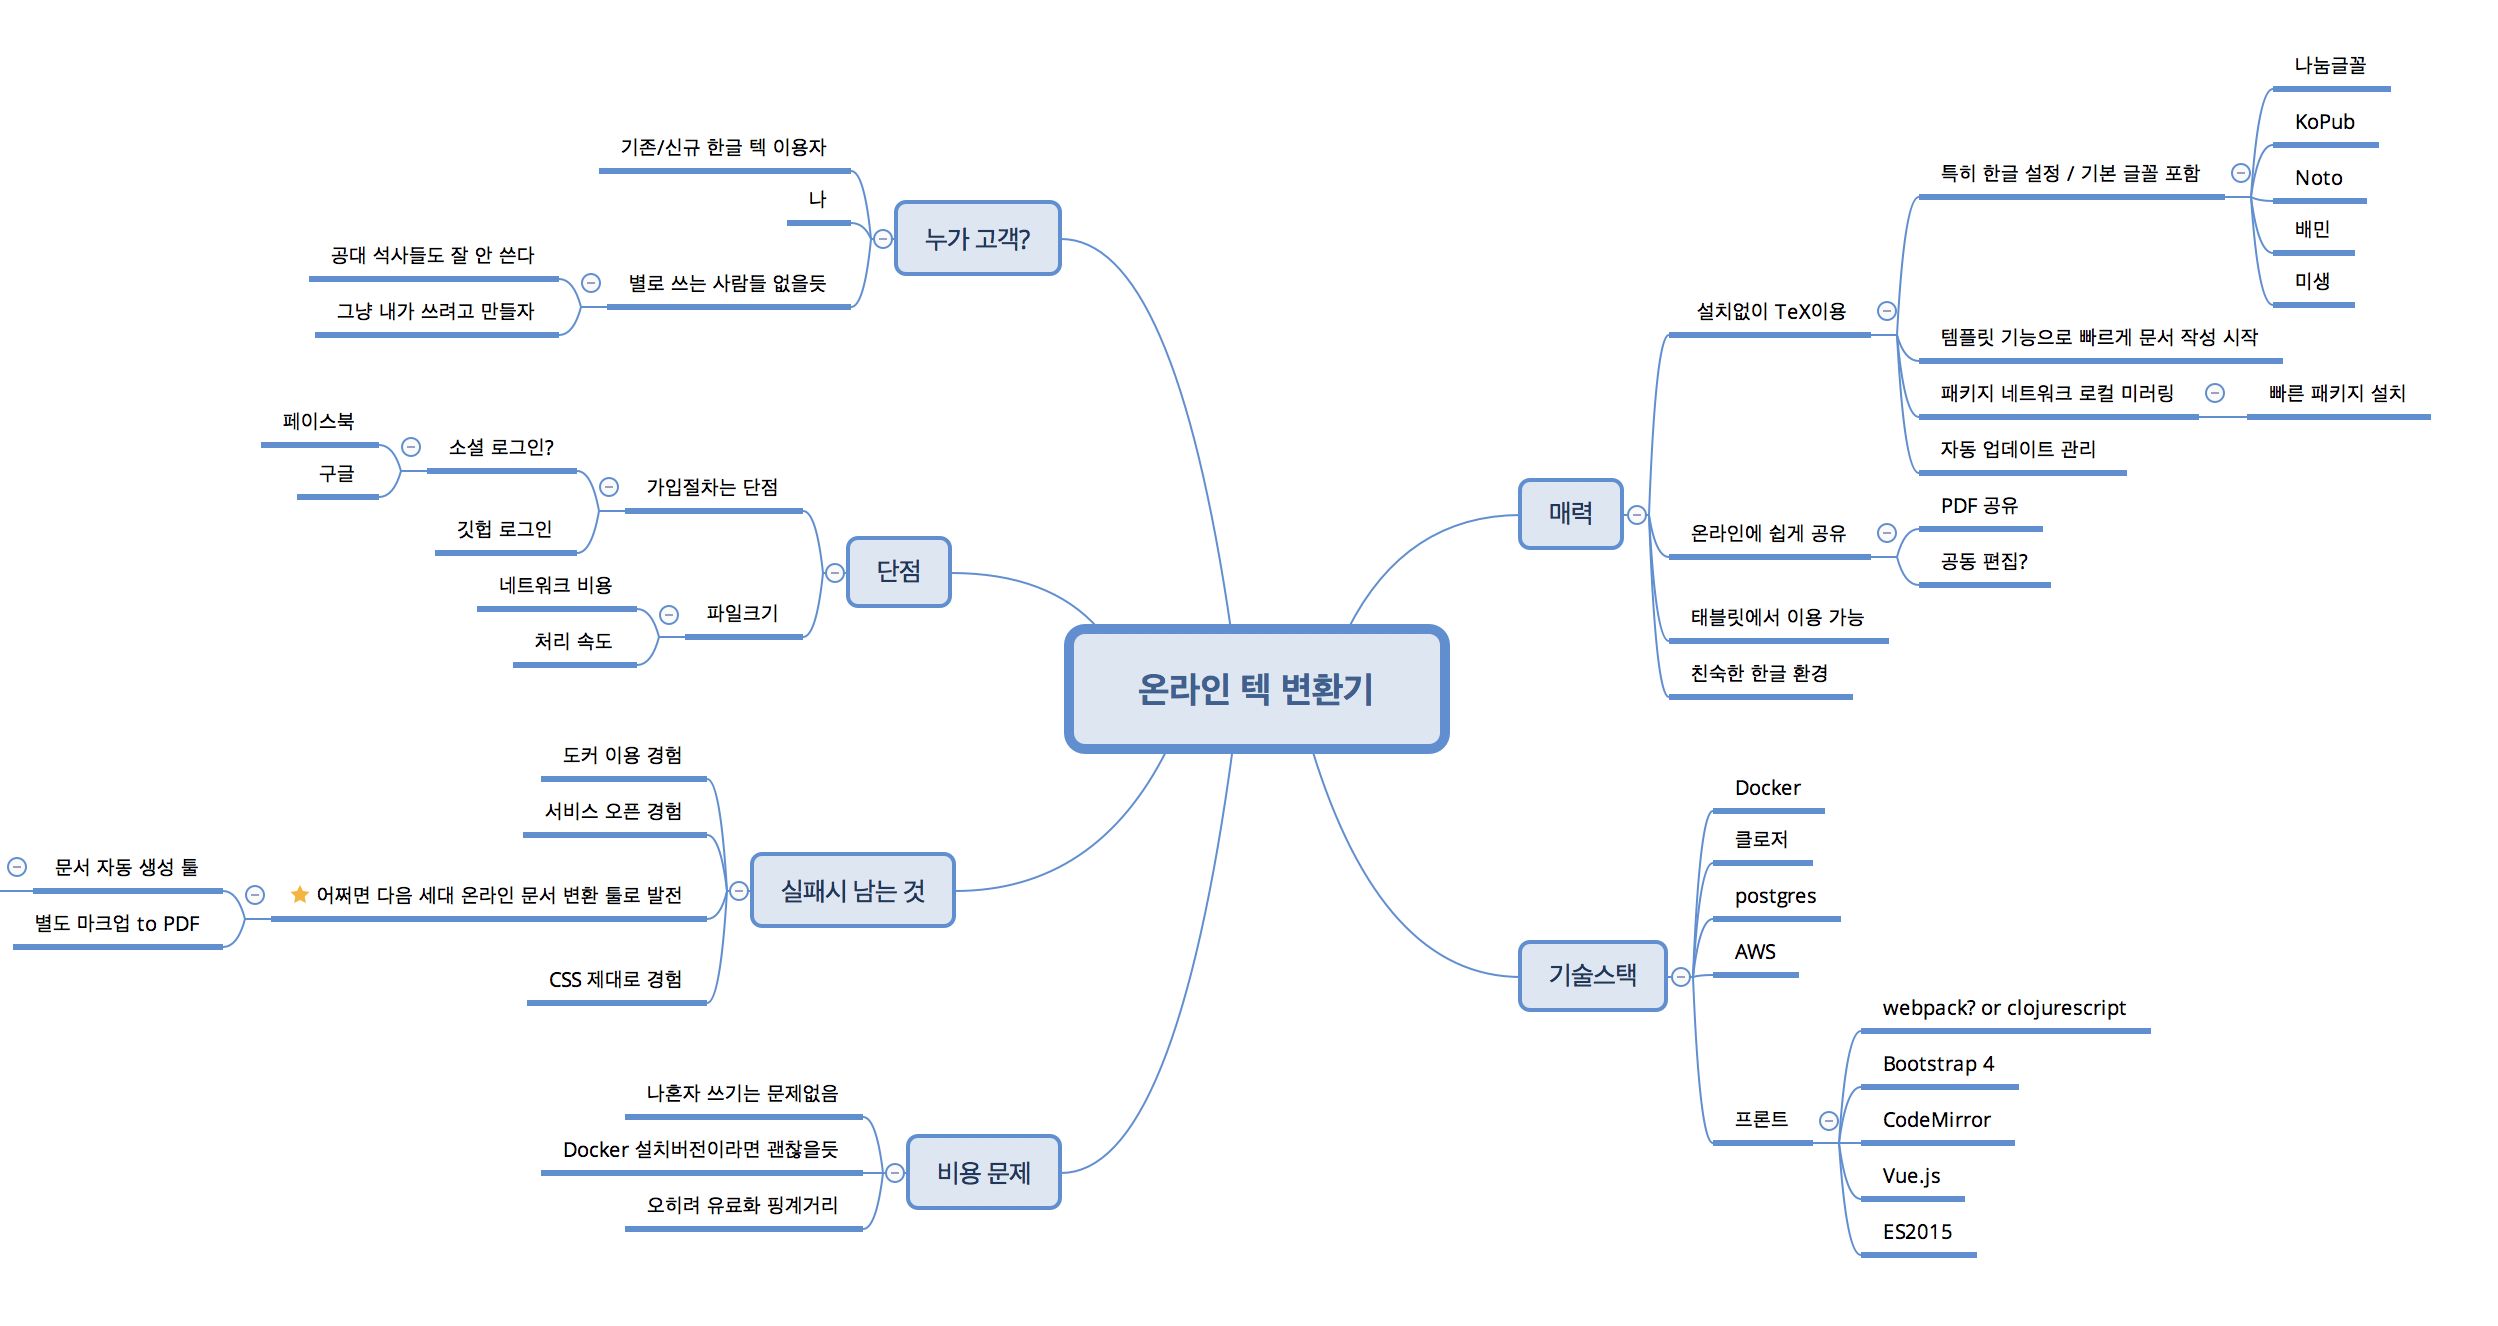 온라인 텍 변환기
누가 고객?
기존/신규 한글 텍 이용자
나
별로 쓰는 사람들 없을듯
공대 석사들도 잘 안 쓴다
그냥 내가 쓰려고 만들자
단점
가입절차는 단점
소셜 로그인?
페이스북
구글
깃헙 로그인
파일크기
네트워크 비용
처리 속도
실패시 남는 것
도커 이용 경험
서비스 오픈 경험
어쩌면 다음 세대 온라인 문서 변환 툴로 발전
문서 자동 생성 툴
별도 마크업 to PDF
CSS 제대로 경험
비용 문제
나혼자 쓰기는 문제없음
Docker 설치버전이라면 괜찮을듯
오히려 유료화 핑계거리
매력
설치없이 TeX이용
특히 한글 설정 / 기본 글꼴 포함
나눔글꼴
KoPub
Noto
배민
미생
템플릿 기능으로 빠르게 문서 작성 시작
패키지 네트워크 로컬 미러링
빠른 패키지 설치
자동 업데이트 관리
온라인에 쉽게 공유
PDF 공유
공동 편집?
태블릿에서 이용 가능
친숙한 한글 환경
기술스택
Docker
클로저
postgres
AWS
프론트
webpack? or clojurescript
Bootstrap 4
CodeMirror
Vue.js
ES2015